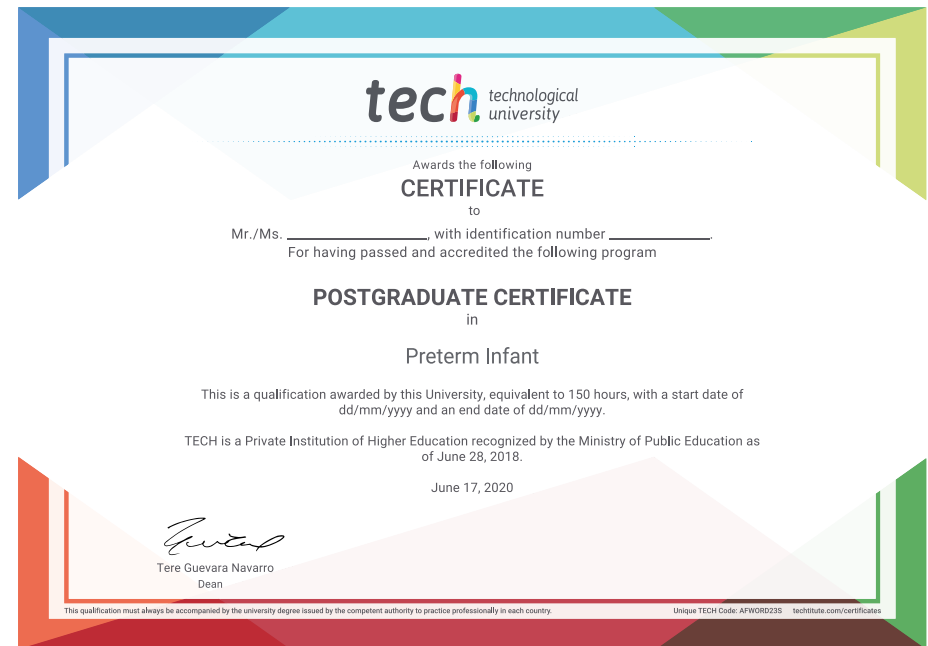 tech technological
university
Awards the following
CERTIFICATE
to
Mr./Ms. ____________________, with identification number ______________.
For having passed and accredited the following program
POSTGRADUATE CERTIFICATE
in
Preterm Infant
This is a qualification awarded by this University, equivalent to 150 hours, with a start date of
dd/mm/yyyy and an end date of dd/mm/yyyy.
TECH is a Private Institution of Higher Education recognized by the Ministry of Public Education as
of June 28, 2018.
June 17, 2020
Tere Guevara Navarro
Dean
This qualification must always be accompanied by the university degree issued by the competent authority to practice professionally in each country. Unique TECH Code: AFWORD23S techtitute.com/certificates